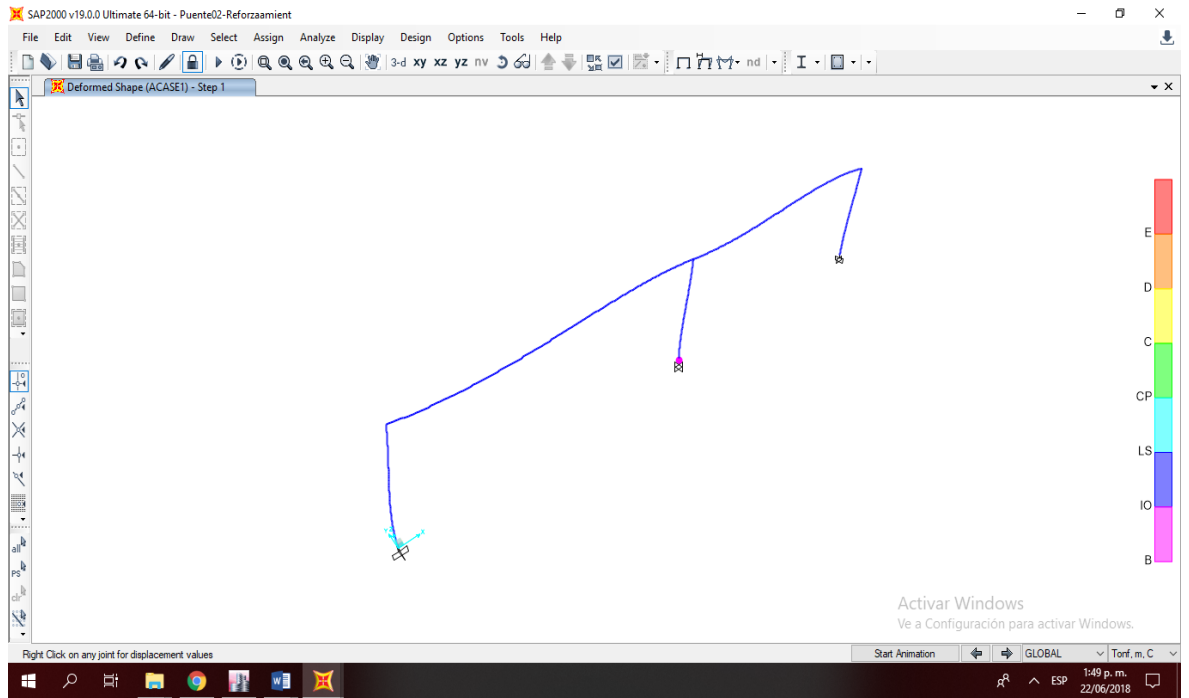 SAP2000 v19.0.0 Ultimate 64-bit - Puente02-Reforzaamient
File Edit View Define Draw Select Assign Analyze Display Design Options Tools Help
3-d xy xz yz nv nd
Deformed Shape (ACASE1) - Step 1
E
D
C
CP
LS
IO
B
X
all
PS
clr
Activar Windows
Ve a Configuración para activar Windows.
Right Click on any joint for displacement values
Start Animation
GLOBAL
Tonf, m, C
ESP
1:49 p. m.
22/06/2018